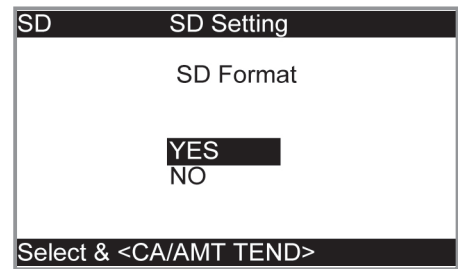 SD SD Setting
SD Format
YES
NO
Select & <CA/AMT TEND>